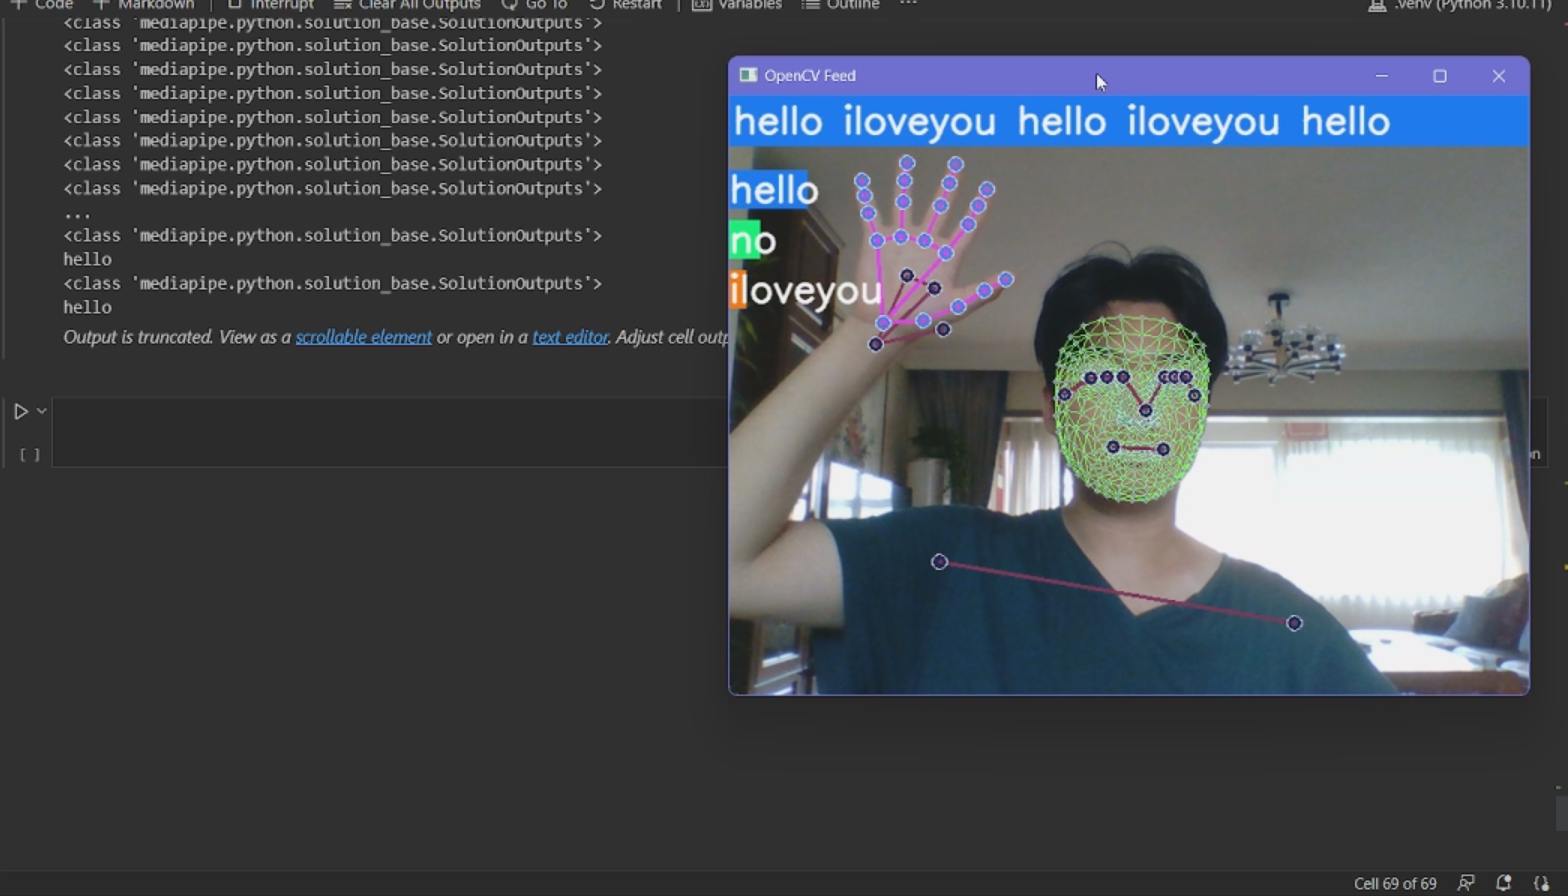 Code Markdown Interrupt Clear All Outputs Go To Restart Variables Outline ... .venv (Python 3.10.11)
<class 'mediapipe.python.solution_base.SolutionOutputs'>
<class 'mediapipe.python.solution_base.SolutionOutputs'>
<class 'mediapipe.python.solution_base.SolutionOutputs'>
<class 'mediapipe.python.solution_base.SolutionOutputs'>
<class 'mediapipe.python.solution_base.SolutionOutputs'>
<class 'mediapipe.python.solution_base.SolutionOutputs'>
<class 'mediapipe.python.solution_base.SolutionOutputs'>
<class 'mediapipe.python.solution_base.SolutionOutputs'>
...
<class 'mediapipe.python.solution_base.SolutionOutputs'>
hello
<class 'mediapipe.python.solution_base.SolutionOutputs'>
hello
Output is truncated. View as a scrollable element or open in a text editor. Adjust cell outp
[ ]
OpenCV Feed
hello iloveyou hello iloveyou hello
hello
no
iloveyou
on
Cell 69 of 69